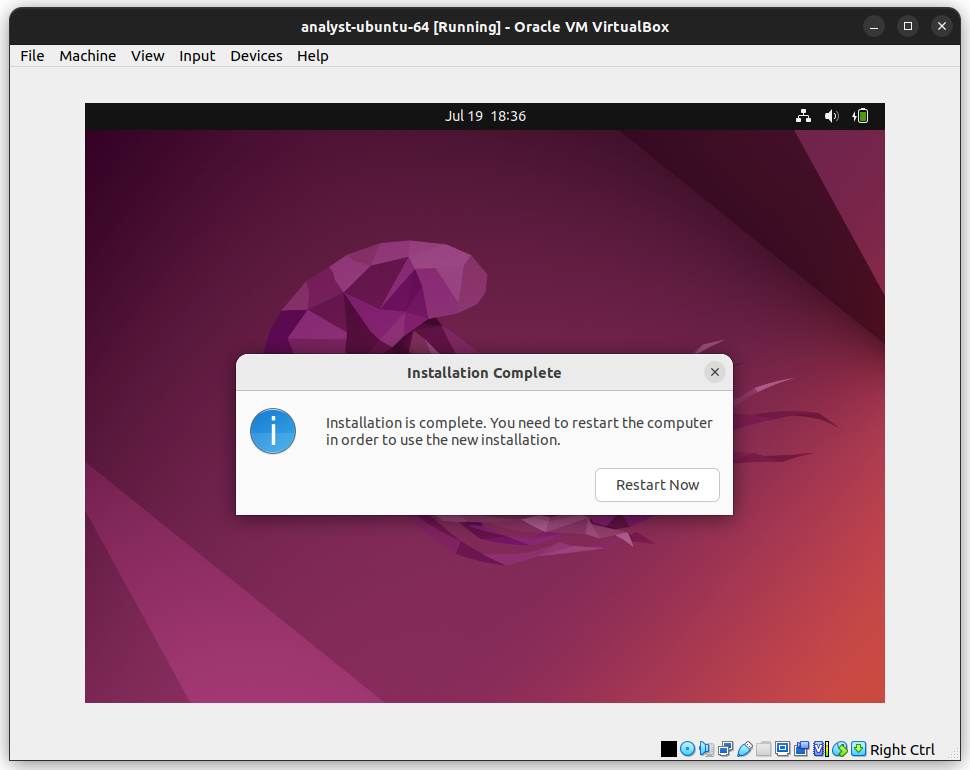 analyst-ubuntu-64 [Running] - Oracle VM VirtualBox
File Machine View Input Devices Help
Jul 19 18:36
Installation Complete
Installation is complete. You need to restart the computer
in order to use the new installation.
Restart Now
Right Ctrl